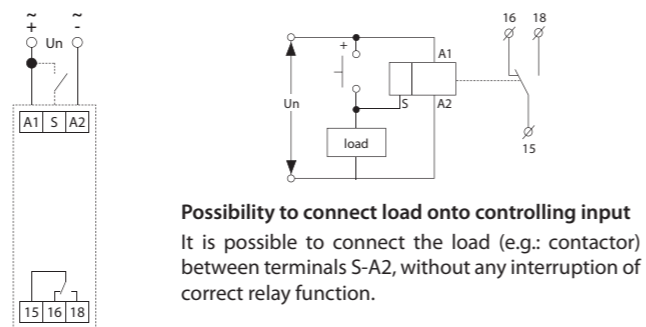 ~ ~
+ Un -
A1 S A2
15 16 18
16 18
+
A1
Un
S A2
load
15
Possibility to connect load onto controlling input
It is possible to connect the load (e.g.: contactor)
between terminals S-A2, without any interruption of
correct relay function.